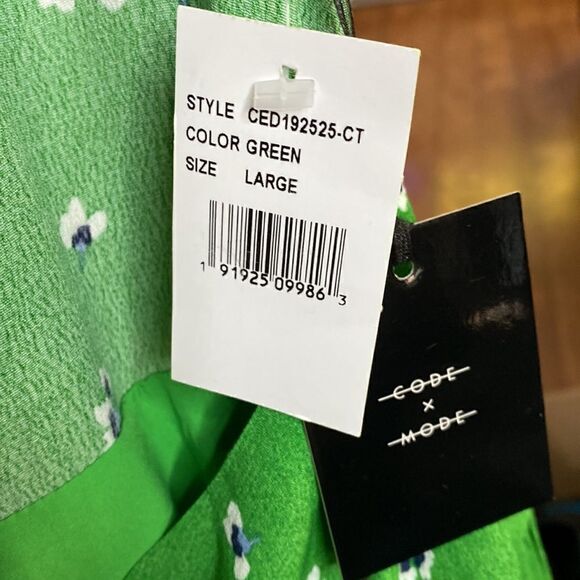 STYLE CED192525-CT
COLOR GREEN
SIZE LARGE
1 91925 09986 3
CODE
×
MODE